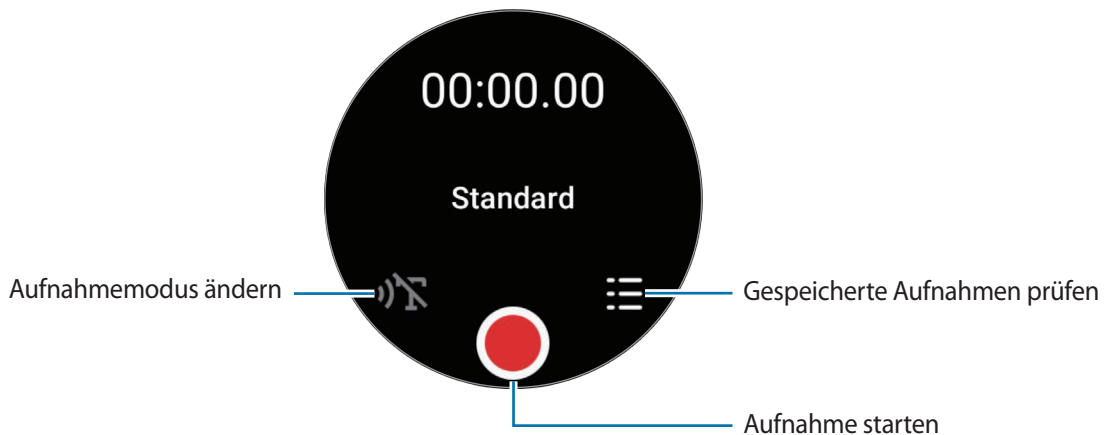 00:00.00
Standard
Aufnahmemodus ändern
Gespeicherte Aufnahmen prüfen
Aufnahme starten